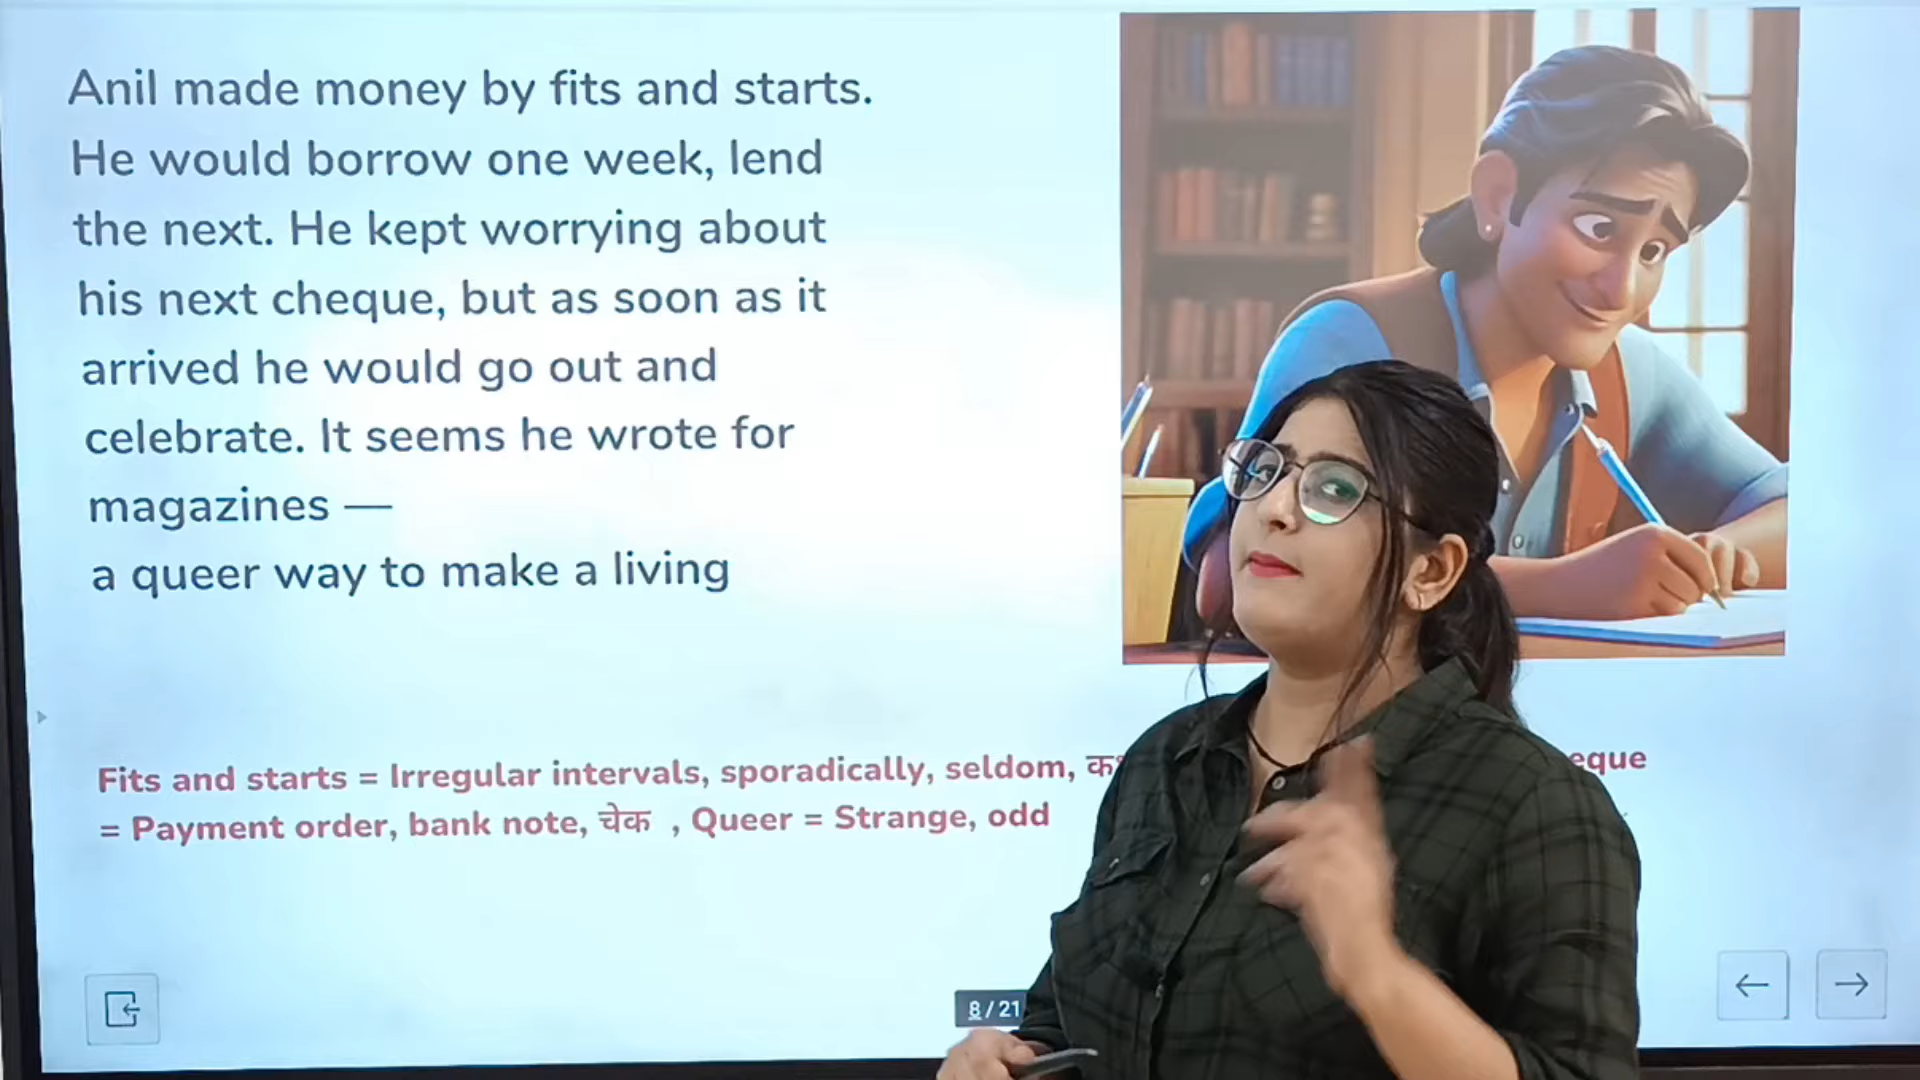 Anil made money by fits and starts.
He would borrow one week, lend
the next. He kept worrying about
his next cheque, but as soon as it
arrived he would go out and
celebrate. It seems he wrote for
magazines —
a queer way to make a living
Fits and starts = Irregular intervals, sporadically, seldom,
= Payment order, bank note, चेक , Queer = Strange, odd
8 / 21